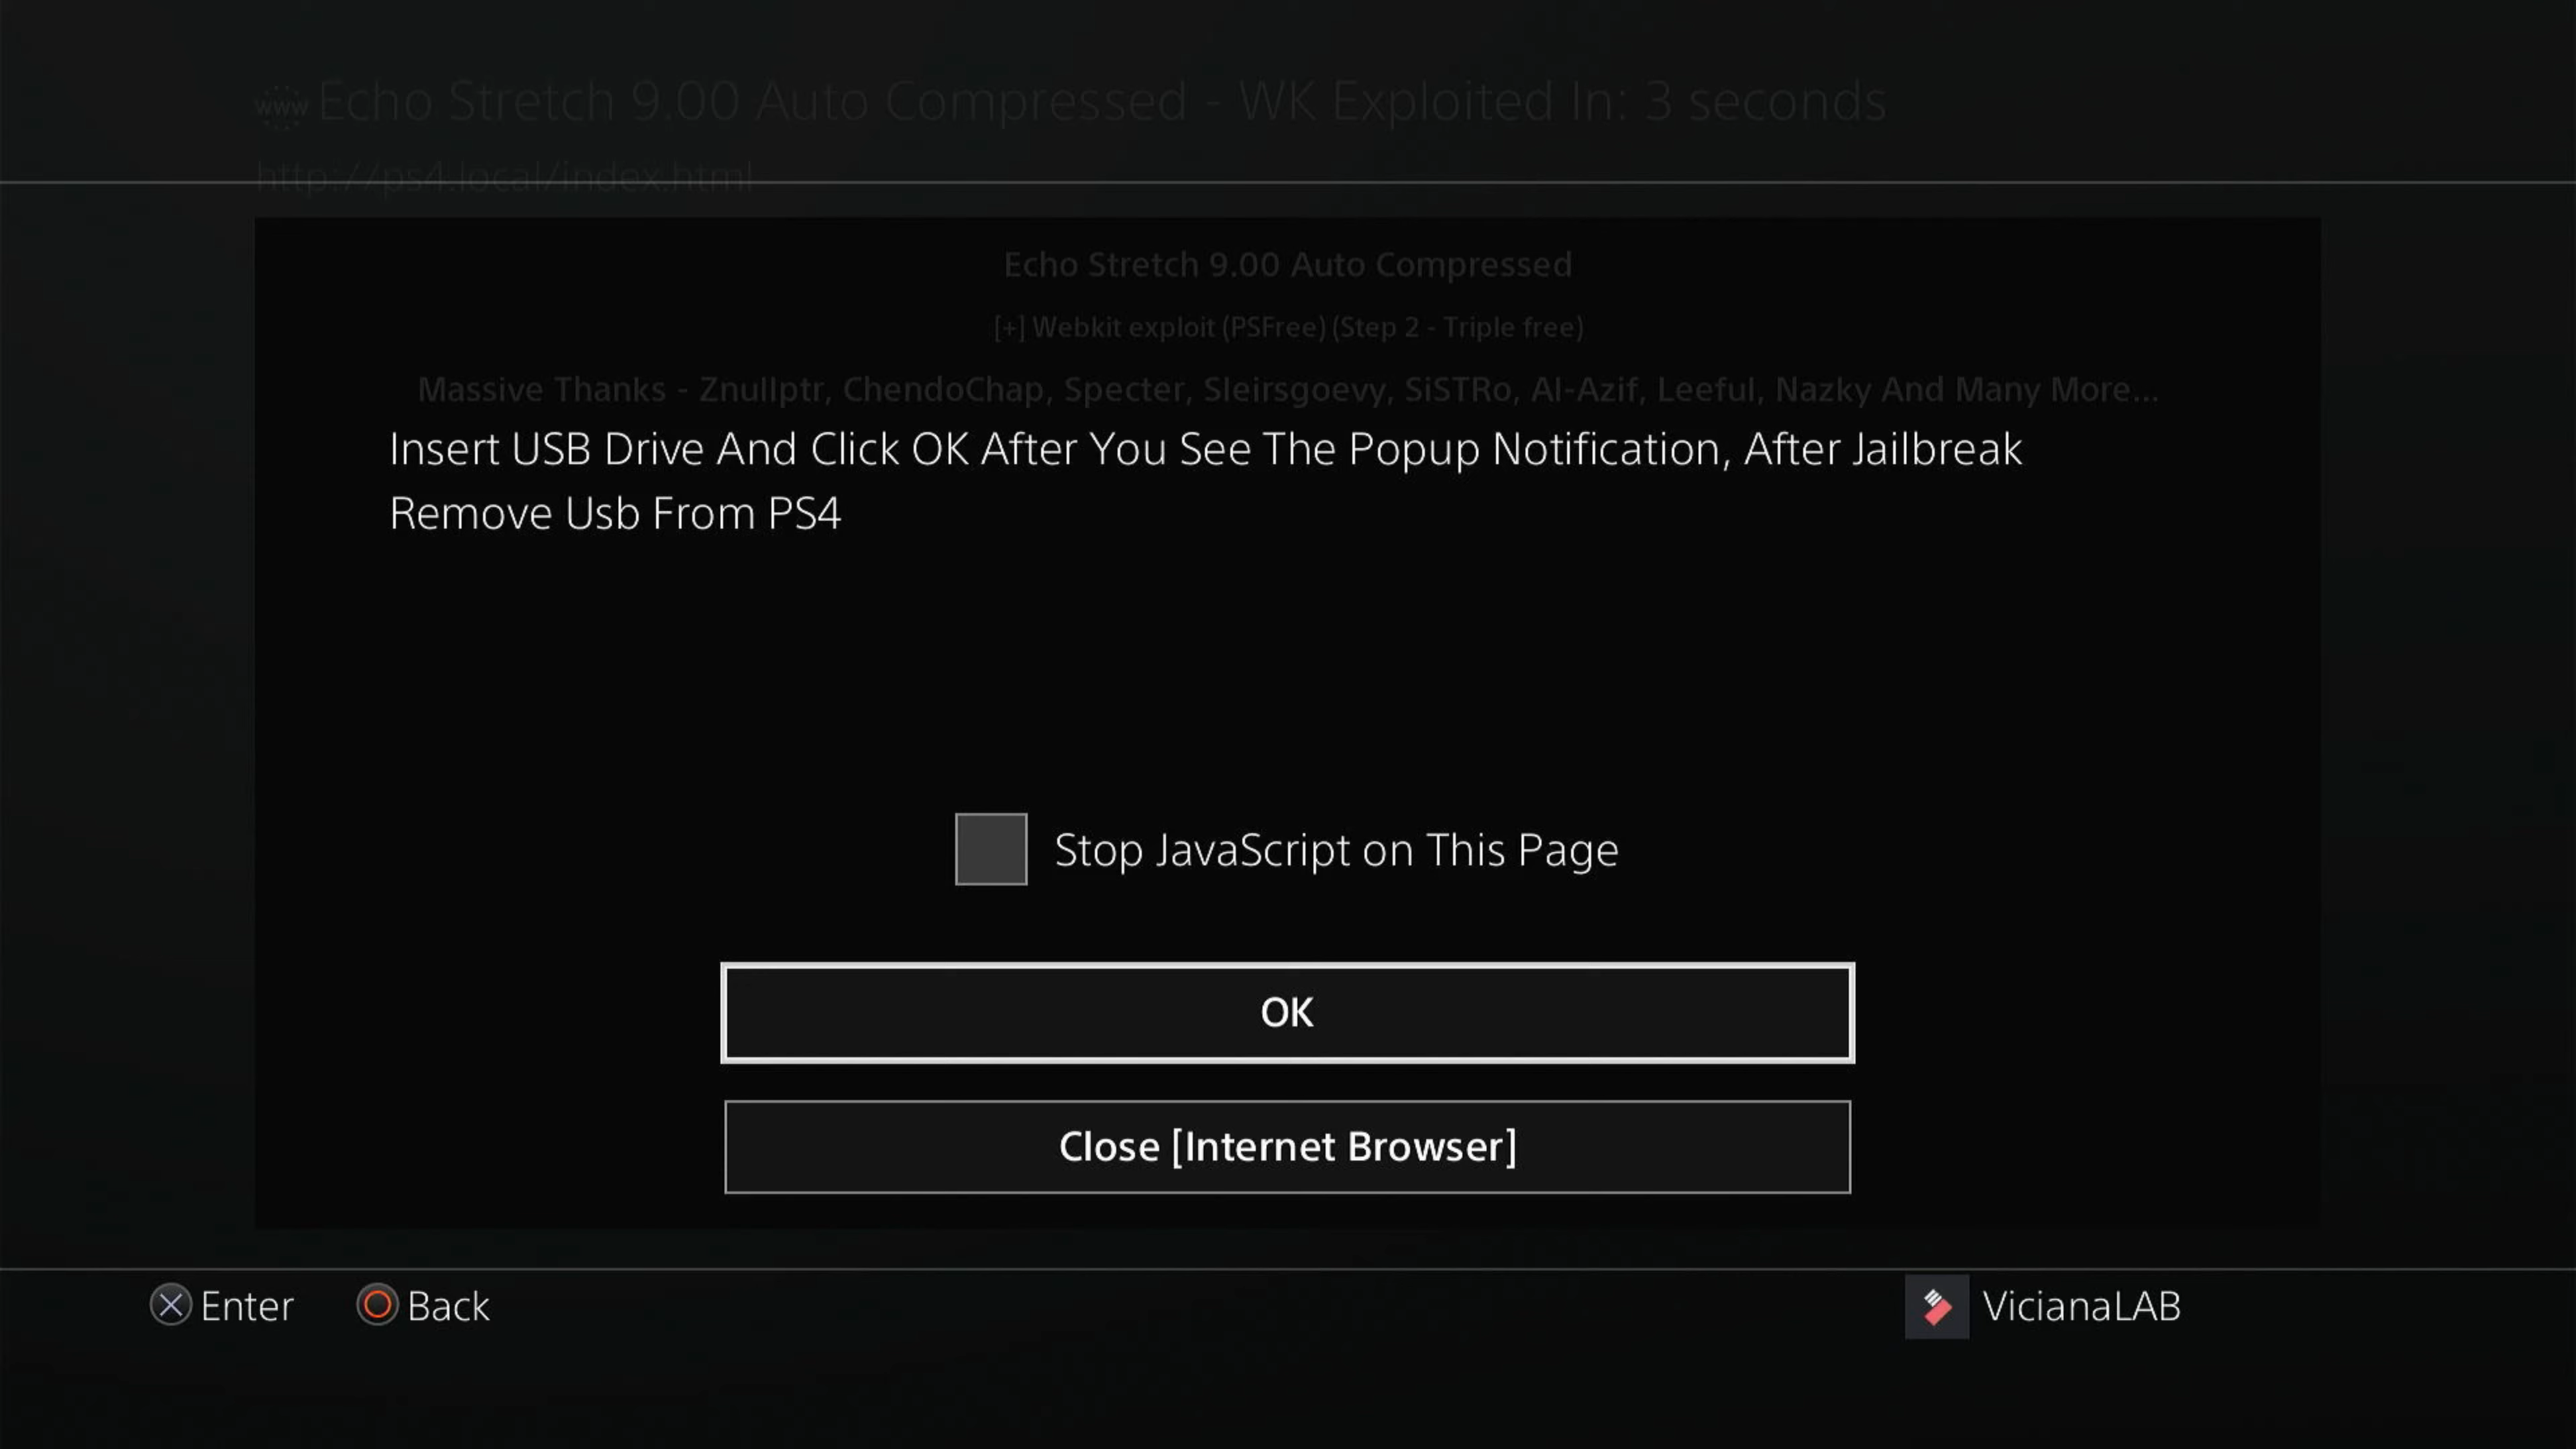 www Echo Stretch 9.00 Auto Compressed - WK Exploited In: 3 seconds
http://ps4.local/index.html
Echo Stretch 9.00 Auto Compressed
[+] Webkit exploit (PSFree) (Step 2 - Triple free)
Massive Thanks - Znullptr, ChendoChap, Specter, Sleirsgoevy, SiSTRo, Al-Azif, Leeful, Nazky And Many More...
Insert USB Drive And Click OK After You See The Popup Notification, After Jailbreak
Remove Usb From PS4
Stop JavaScript on This Page
OK
Close [Internet Browser]
Enter Back VicianaLAB